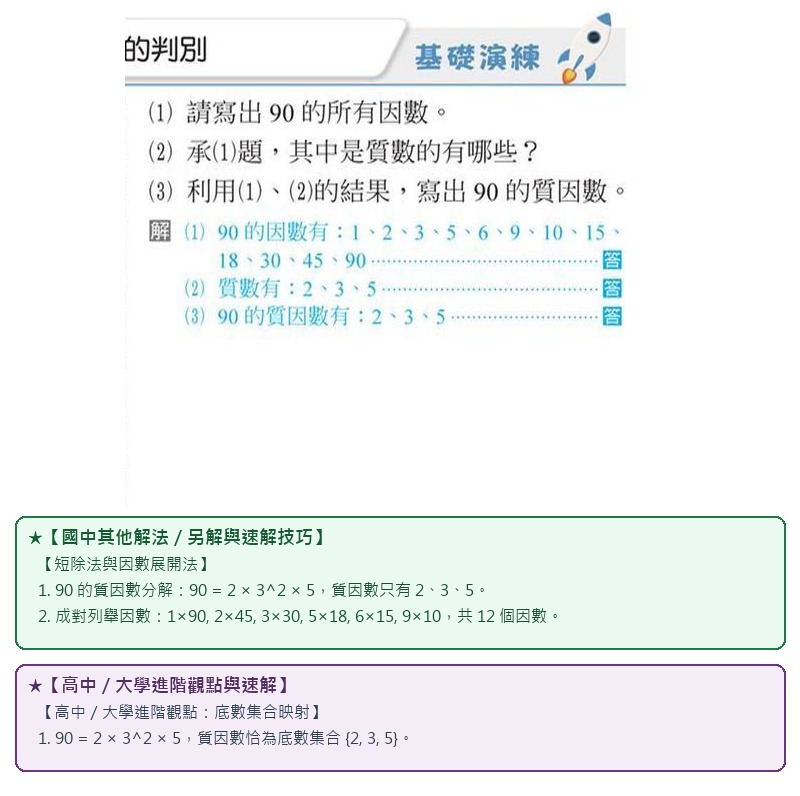 的判別
基礎演練
(1) 請寫出 90 的所有因數。
(2) 承(1)題，其中是質數的有哪些？
(3) 利用(1)、(2)的結果，寫出 90 的質因數。
解 (1) 90 的因數有：1、2、3、5、6、9、10、15、
18、30、45、90 ⋯⋯⋯⋯⋯⋯⋯⋯⋯⋯ 答
(2) 質數有：2、3、5 ⋯⋯⋯⋯⋯⋯⋯⋯⋯⋯ 答
(3) 90 的質因數有：2、3、5 ⋯⋯⋯⋯⋯⋯⋯ 答
★【國中其他解法 / 另解與速解技巧】
【短除法與因數展開法】
1. 90 的質因數分解：90 = 2 × 3^2 × 5，質因數只有 2、3、5。
2. 成對列舉因數：1×90, 2×45, 3×30, 5×18, 6×15, 9×10，共 12 個因數。
★【高中 / 大學進階觀點與速解】
【高中 / 大學進階觀點：底數集合映射】
1. 90 = 2 × 3^2 × 5，質因數恰為底數集合 {2, 3, 5}。